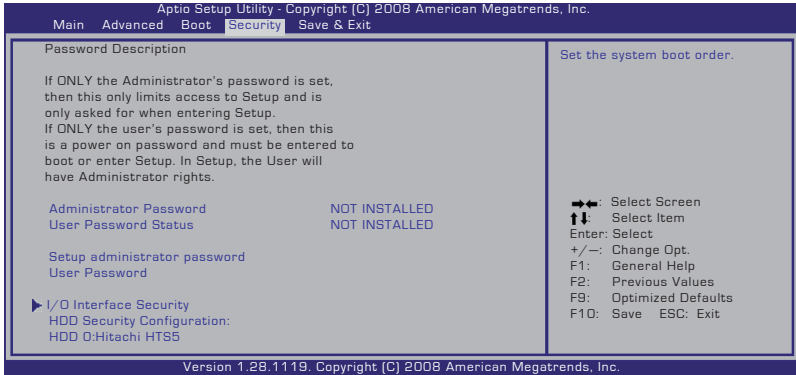 Aptio Setup Utility - Copyright (C) 2008 American Megatrends, Inc.
Main Advanced Boot Security Save & Exit
Password Description
If ONLY the Administrator's password is set,
then this only limits access to Setup and is
only asked for when entering Setup.
If ONLY the user's password is set, then this
is a power on password and must be entered to
boot or enter Setup. In Setup, the User will
have Administrator rights.
Administrator Password NOT INSTALLED
User Password Status NOT INSTALLED
Setup administrator password
User Password
I/O Interface Security
HDD Security Configuration:
HDD 0:Hitachi HTS5
Set the system boot order.
→←: Select Screen
↑↓: Select Item
Enter: Select
+/—: Change Opt.
F1: General Help
F2: Previous Values
F9: Optimized Defaults
F10: Save ESC: Exit
Version 1.28.1119. Copyright (C) 2008 American Megatrends, Inc.